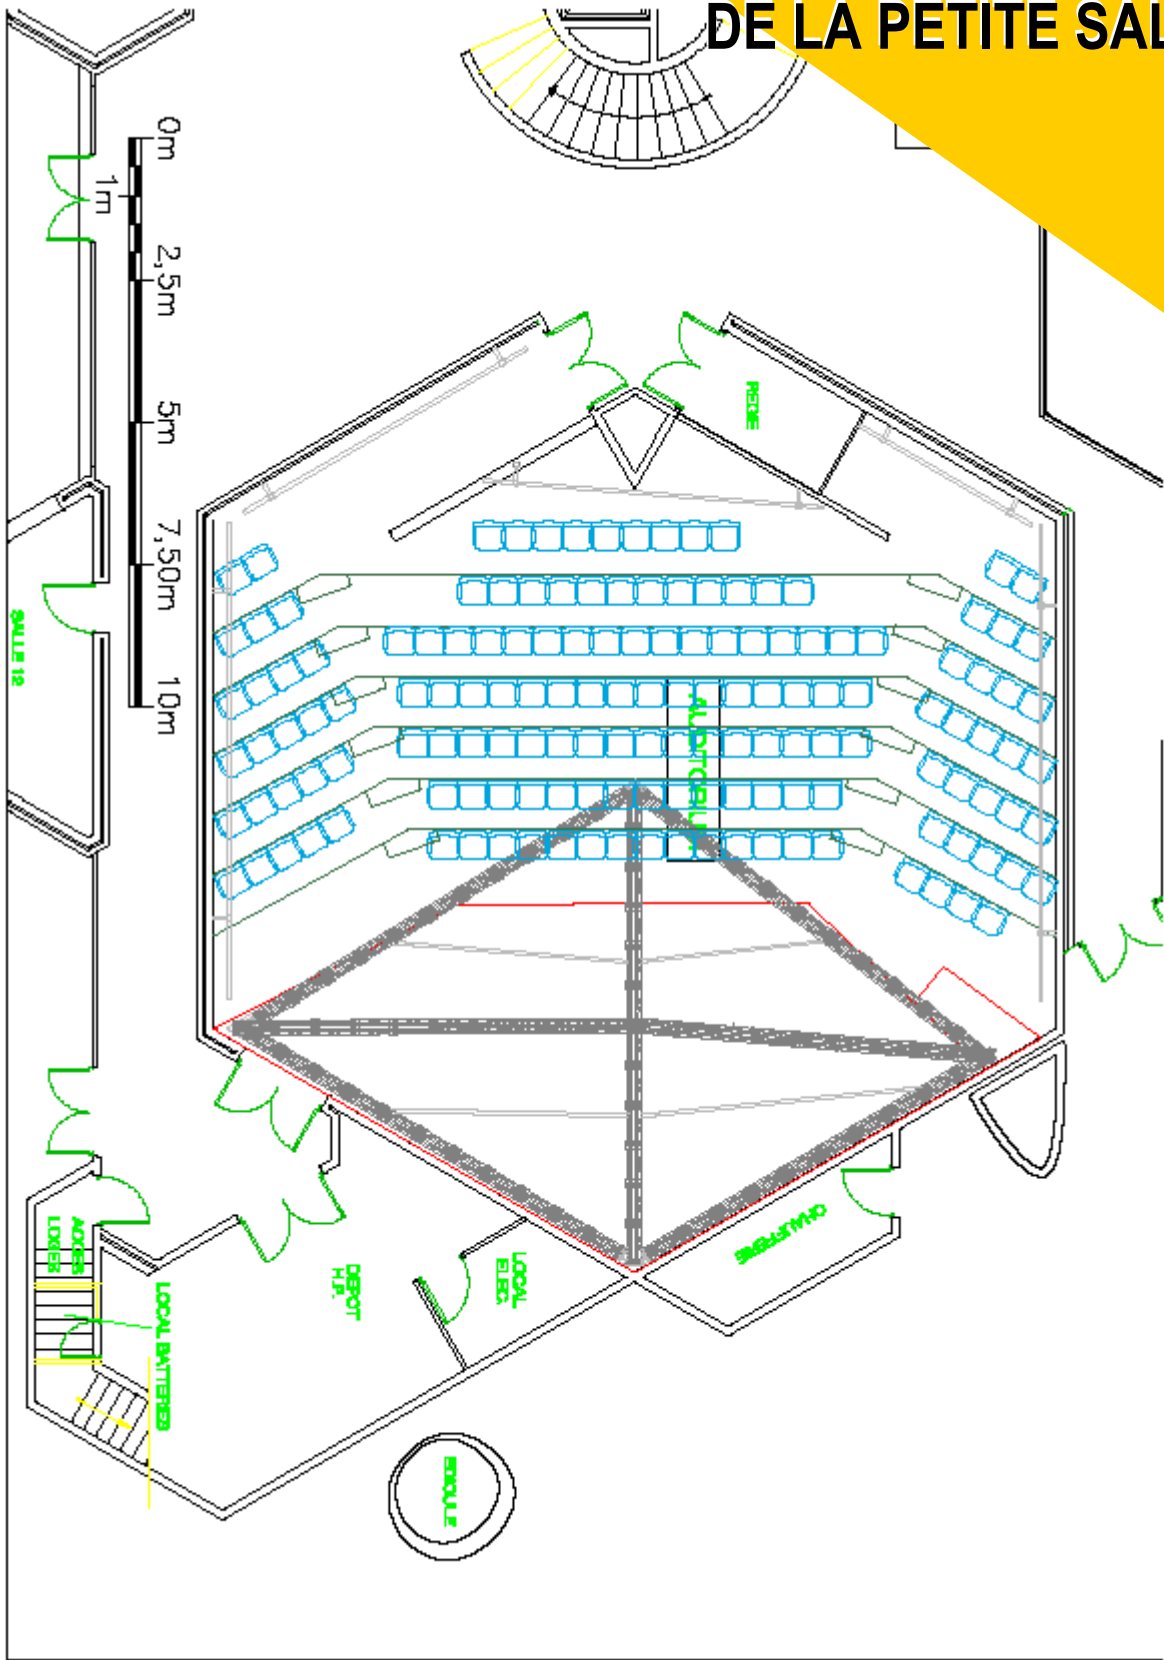 DE LA PETITE SAL
0m
1m
2,5m
5m
7,50m
10m
REGIE
AUDITORIUM
SALLE 12
CHAUFFERIE
LOCAL
ELEC.
DEPOT
H.P.
ACCES
LOGES
LOCAL BATTERIES
EDICULE